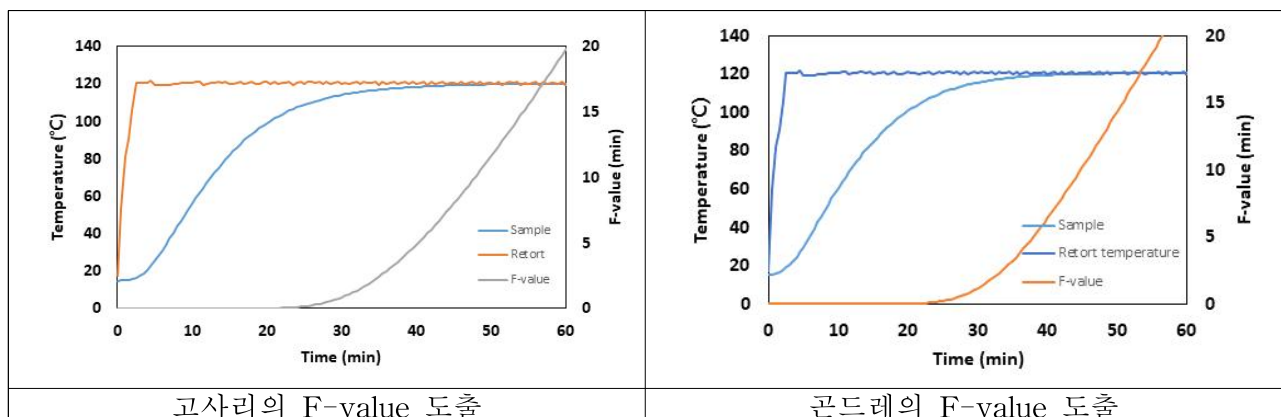 140
120
100
80
60
40
20
0
Temperature (℃)
20
15
10
5
0
F-value (min)
Sample
Retort
F-value
0 10 20 30 40 50 60
Time (min)
고사리의 F-value 도출
140
120
100
80
60
40
20
0
Temperature (℃)
20
15
10
5
0
F-value (min)
Sample
Retort temperature
F-value
0 10 20 30 40 50 60
Time (min)
곤드레의 F-value 도출